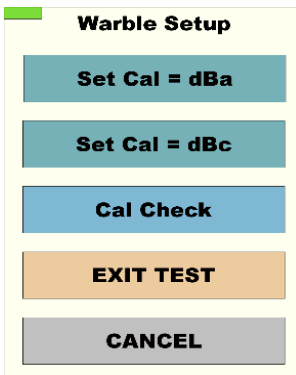 Warble Setup
Set Cal = dBa
Set Cal = dBc
Cal Check
EXIT TEST
CANCEL